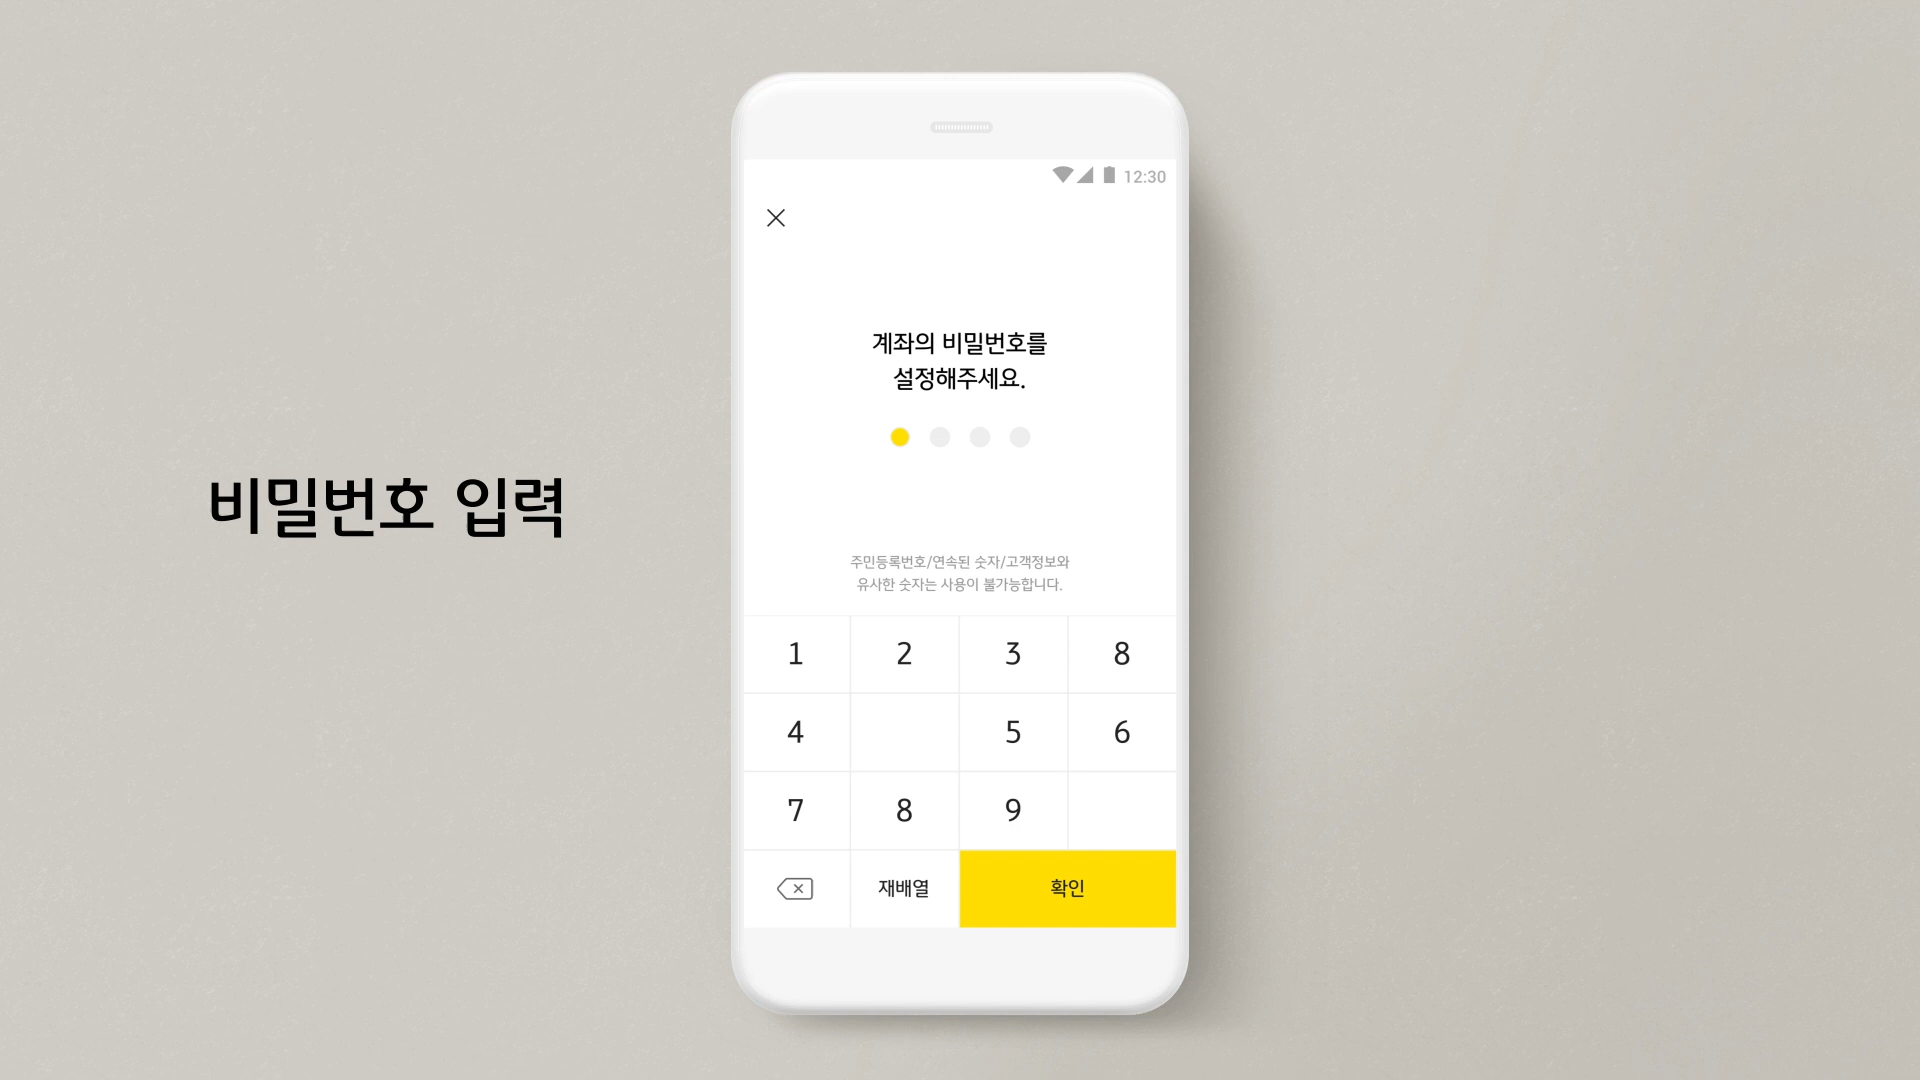 12:30
계좌의 비밀번호를
설정해주세요.
비밀번호 입력
주민등록번호/연속된 숫자/고객정보와
유사한 숫자는 사용이 불가능합니다.
1 2 3 8
4 5 6
7 8 9
재배열 확인